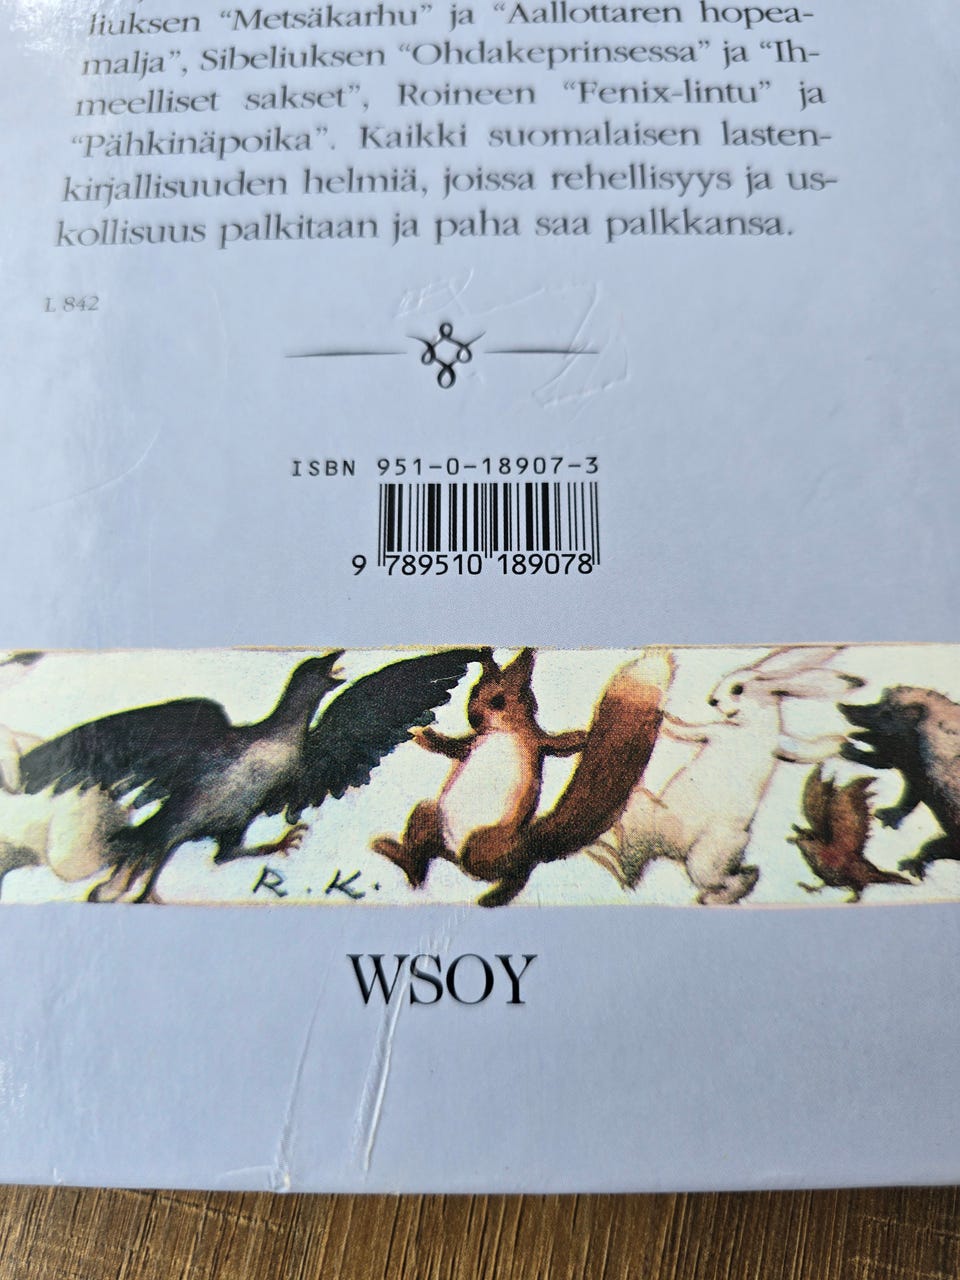 liuksen “Metsäkarhu” ja “Aallottaren hopea-
malja”, Sibeliuksen “Ohdakeprinsessa” ja “Ih-
meelliset sakset”, Roineen “Fenix-lintu” ja
“Pähkinäpoika”. Kaikki suomalaisen lasten-
kirjallisuuden helmiä, joissa rehellisyys ja us-
kollisuus palkitaan ja paha saa palkkansa.
L 842
ISBN 951-0-18907-3
9 789510 189078
R.K.
WSOY